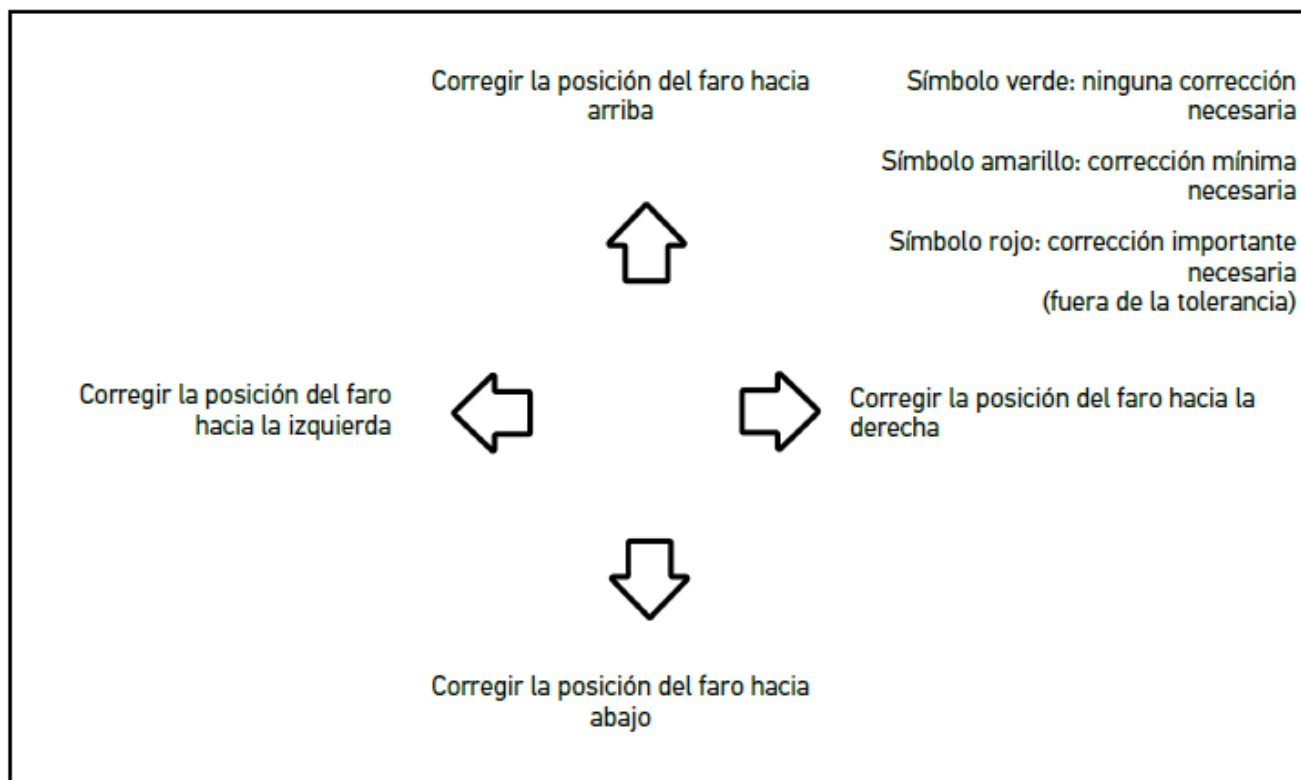 Corregir la posición del faro hacia
arriba
Símbolo verde: ninguna corrección
necesaria
Símbolo amarillo: corrección mínima
necesaria
Símbolo rojo: corrección importante
necesaria
(fuera de la tolerancia)
Corregir la posición del faro
hacia la izquierda
Corregir la posición del faro hacia la
derecha
Corregir la posición del faro hacia
abajo